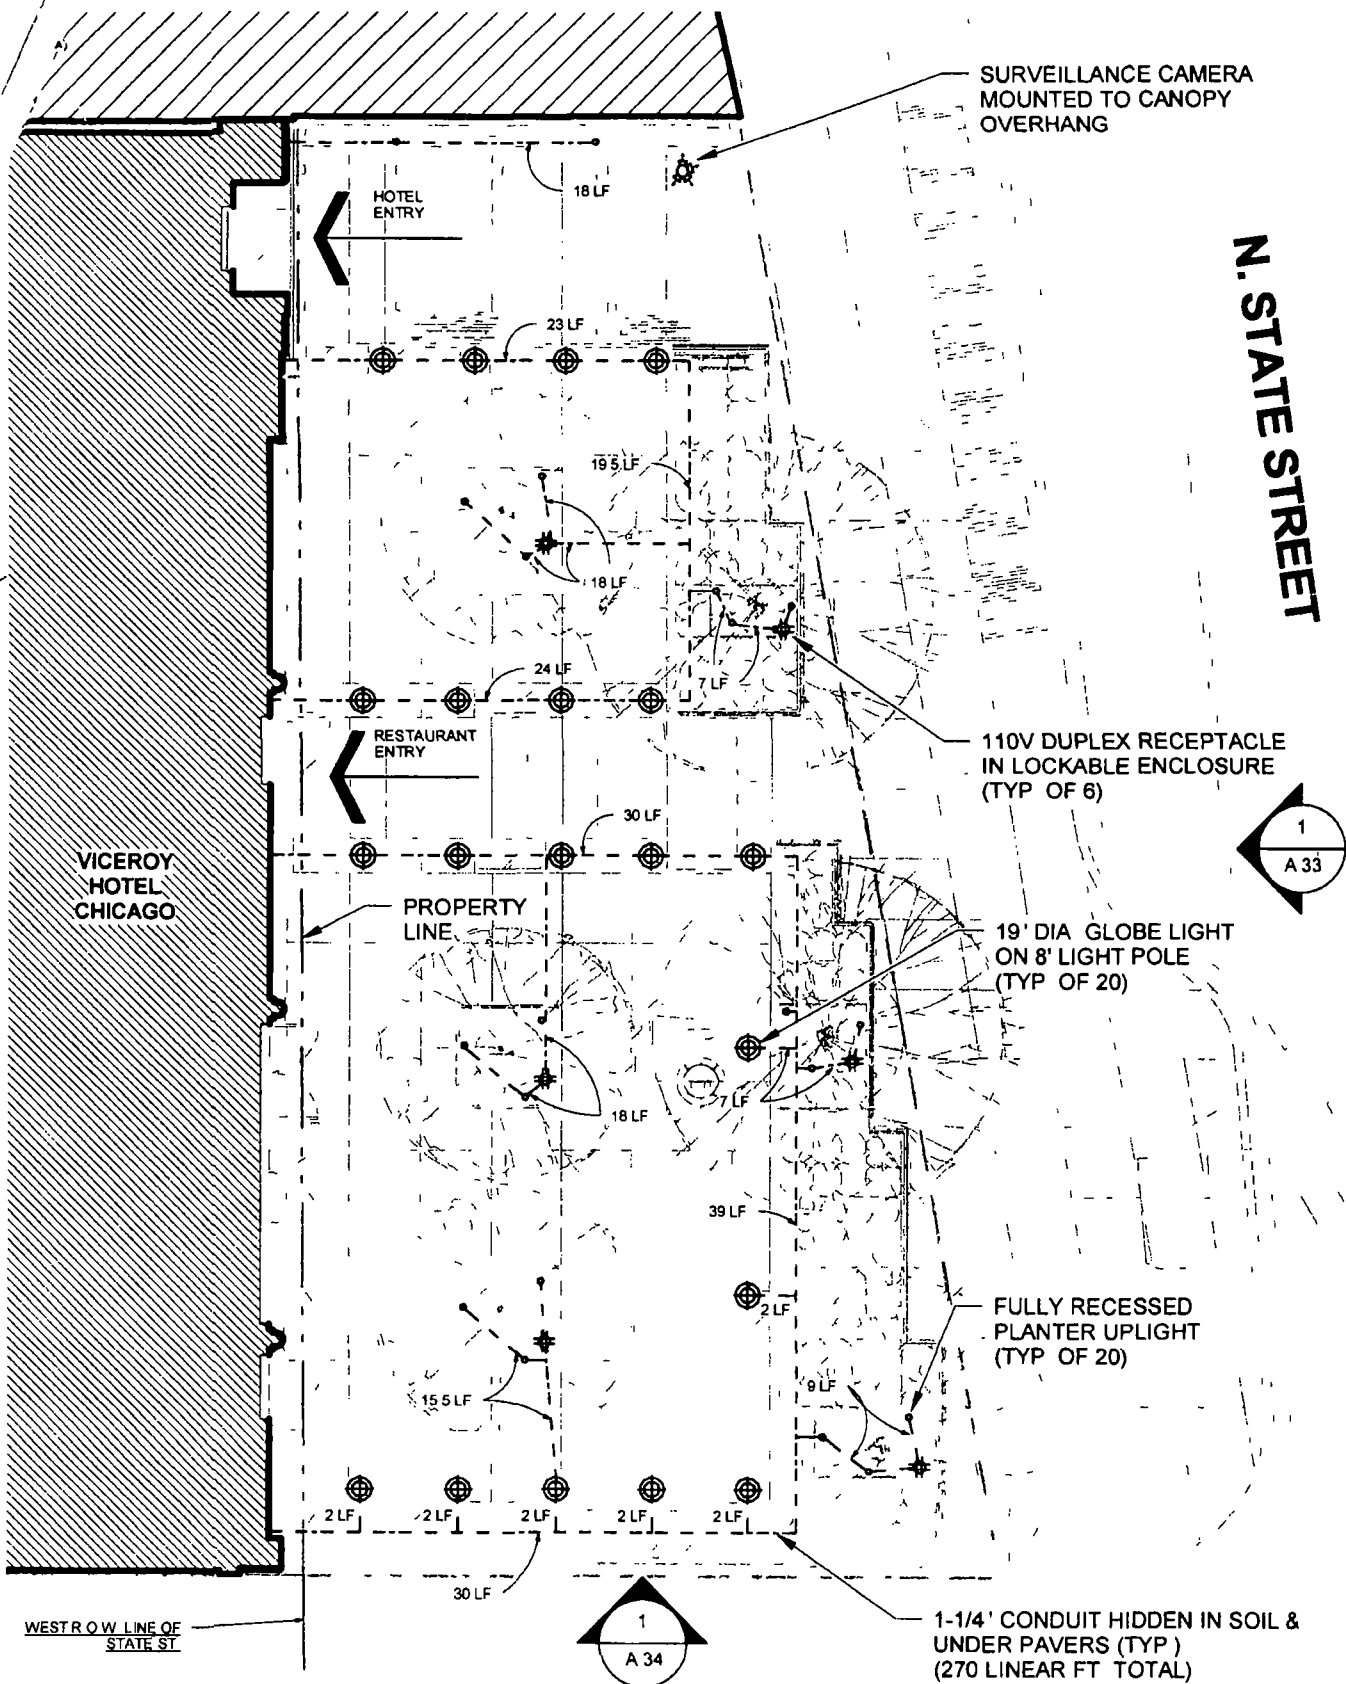 SURVEILLANCE CAMERA
MOUNTED TO CANOPY
OVERHANG
18 LF
HOTEL
ENTRY
N. STATE STREET
23 LF
19 5 LF
18 LF
7 LF
24 LF
RESTAURANT
ENTRY
110V DUPLEX RECEPTACLE
IN LOCKABLE ENCLOSURE
(TYP OF 6)
30 LF
1
A 33
VICEROY
HOTEL
CHICAGO
PROPERTY
LINE
19' DIA GLOBE LIGHT
ON 8' LIGHT POLE
(TYP OF 20)
18 LF
7 LF
39 LF
2 LF
FULLY RECESSED
PLANTER UPLIGHT
(TYP OF 20)
15 5 LF
9 LF
2 LF
2 LF
2 LF
2 LF
2 LF
30 LF
WEST R O W LINE OF
STATE ST
1
A 34
1-1/4' CONDUIT HIDDEN IN SOIL &
UNDER PAVERS (TYP )
(270 LINEAR FT TOTAL)